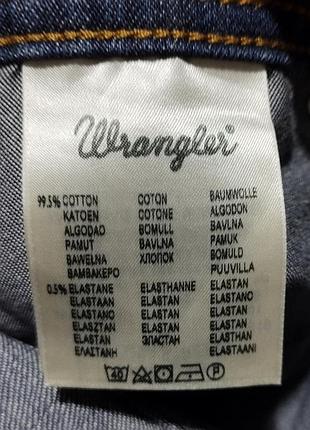 Wrangler®
99.5% COTTON COTON BAUMWOLLE
KATOEN COTONE ALGODON
ALGODAO BOMULL BAVLNA
PAMUT BAVLNA PAMUK
BAWEŁNA ХЛОПОК BOMULD
ΒΑΜΒΑΚΕΡΟ PUUVILLA
0.5% ELASTANE ELASTHANNE ELASTAN
ELASTAAN ELASTAN ELASTANO
ELASTANO ELASTAN ELASTAN
ELASZTAN ELASTAN ELASTAN
ELASTAN ЭЛАСТАН ELASTHAN
ΕΛΑΣΤΑΝΗ ELASTAANI
40 P